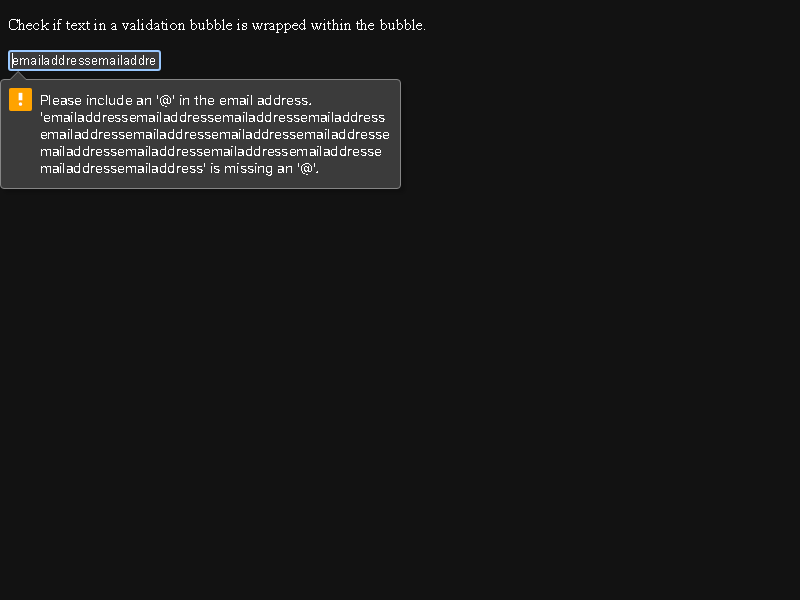 Check if text in a validation bubble is wrapped within the bubble.
emailaddressemailaddre
Please include an '@' in the email address.
'emailaddressemailaddressemailaddressemailaddress
emailaddressemailaddressemailaddressemailaddresse
mailaddressemailaddressemailaddressemailaddresse
mailaddressemailaddress' is missing an '@'.